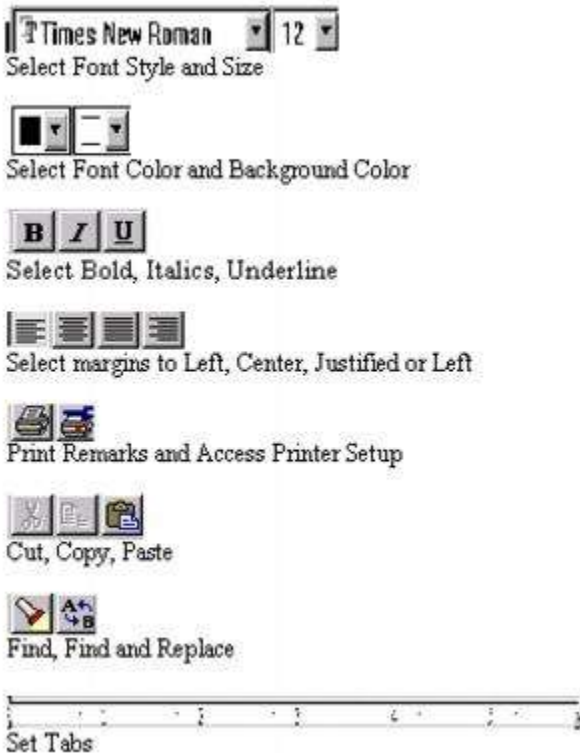 Times New Roman 12
Select Font Style and Size
Select Font Color and Background Color
B I U
Select Bold, Italics, Underline
Select margins to Left, Center, Justified or Left
Print Remarks and Access Printer Setup
Cut, Copy, Paste
A B
Find, Find and Replace
Set Tabs